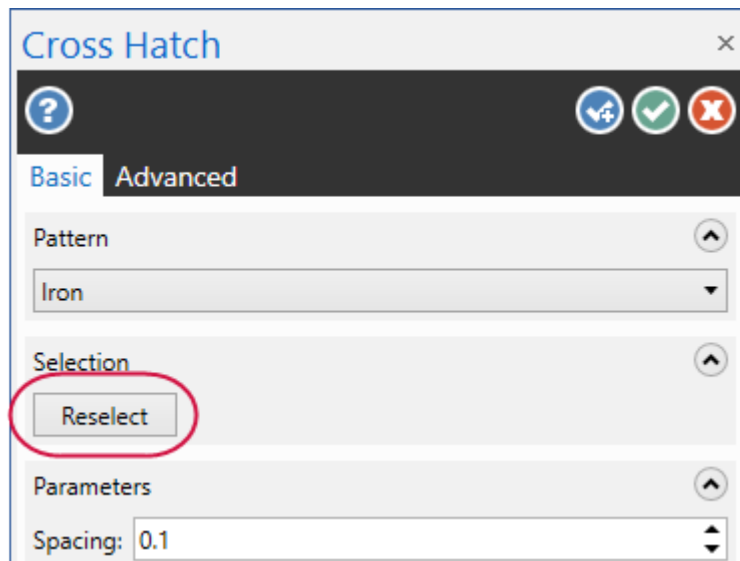 Cross Hatch
Basic Advanced
Pattern
Iron
Selection
Reselect
Parameters
Spacing: 0.1